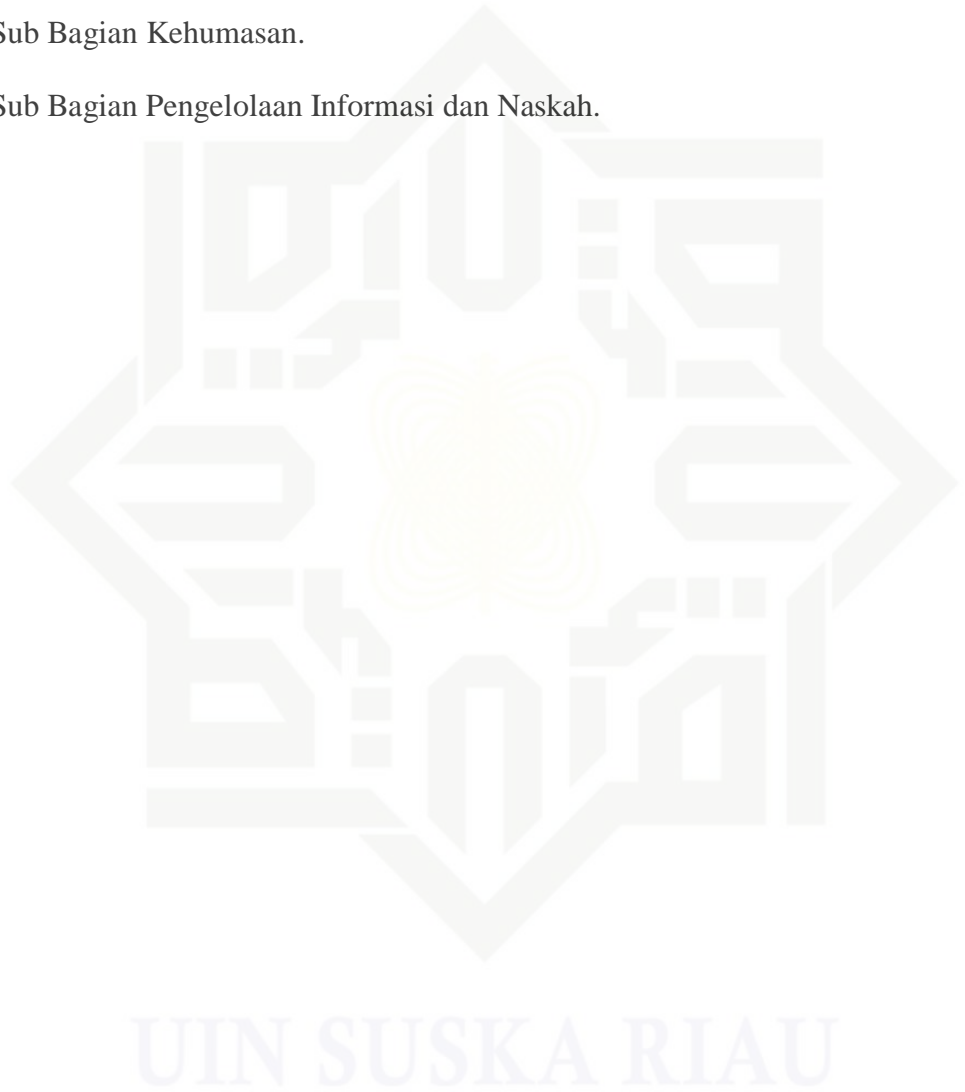 Sub Bagian Kehumasan.
Sub Bagian Pengelolaan Informasi dan Naskah.
UIN SUSKA RIAU